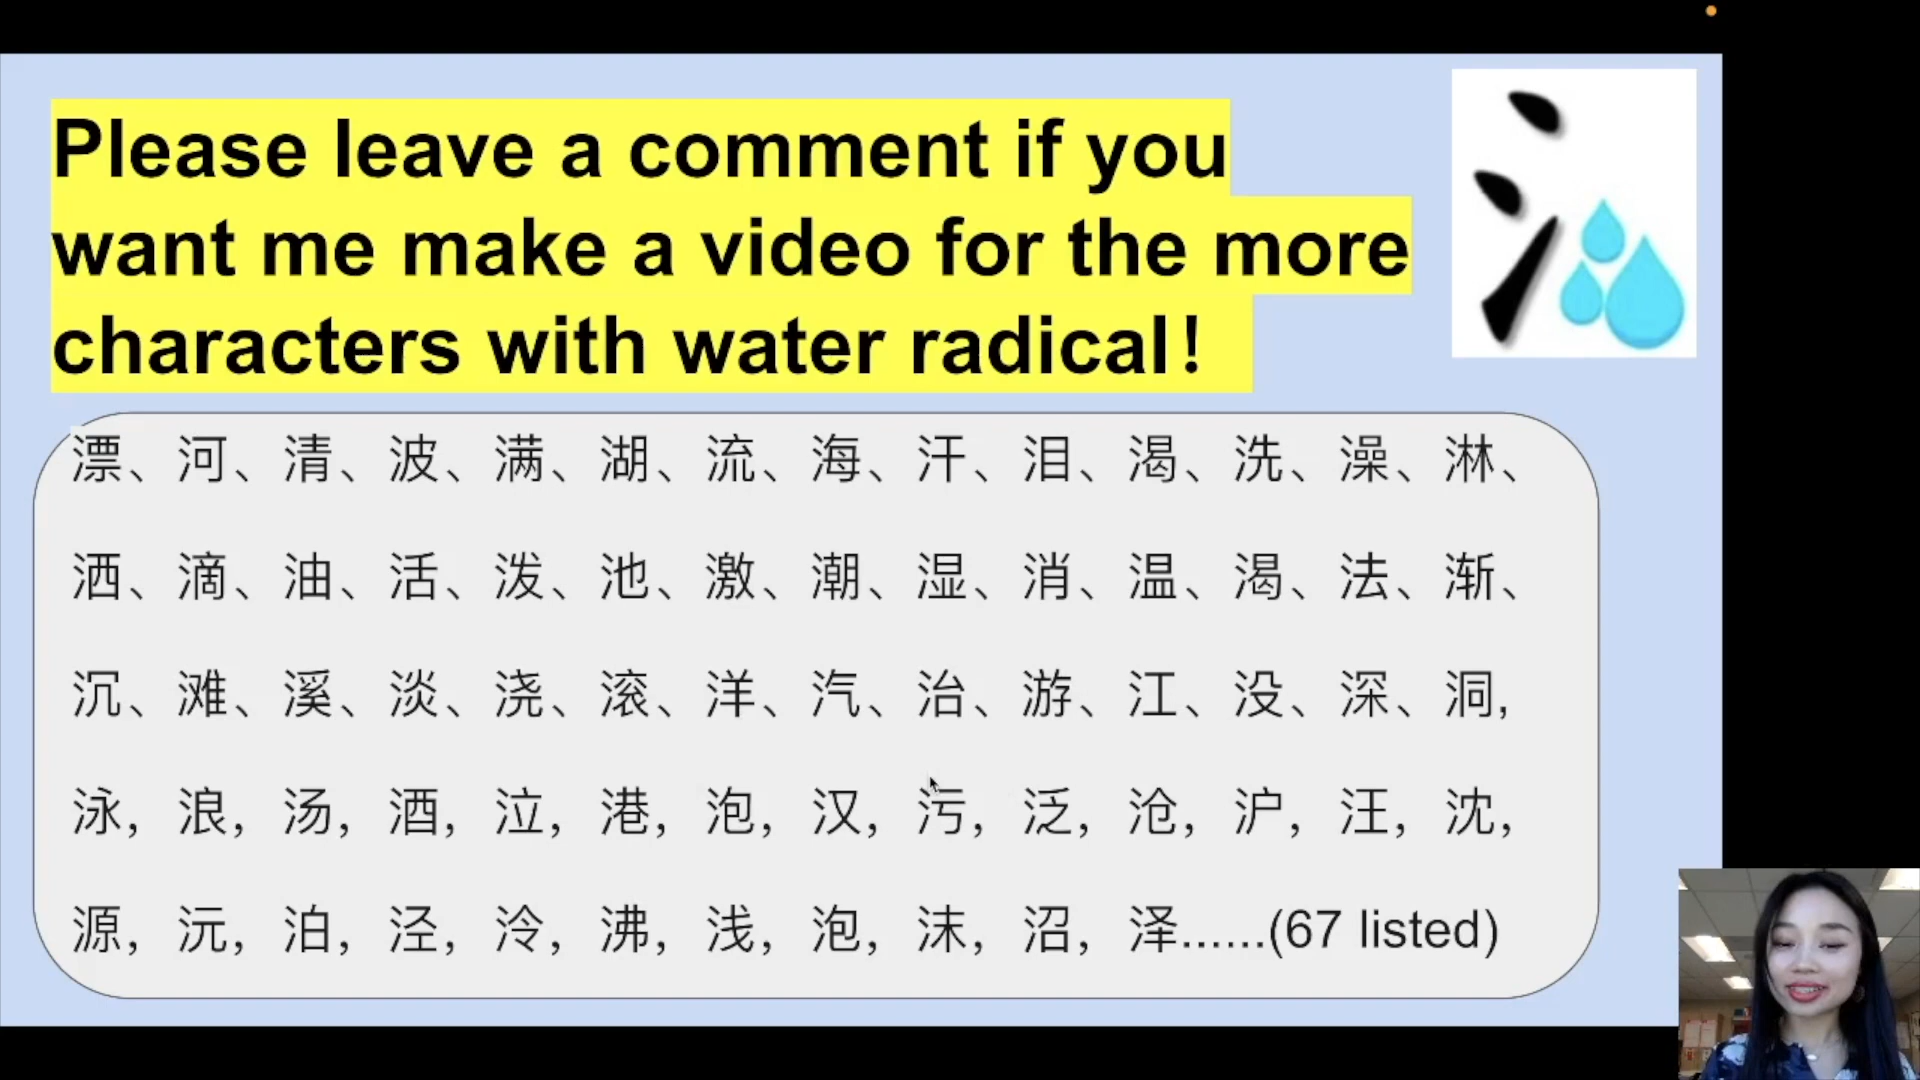 Please leave a comment if you
want me make a video for the more
characters with water radical！
氵
漂、河、清、波、满、湖、流、海、汗、泪、渴、洗、澡、淋、
洒、滴、油、活、泼、池、激、潮、湿、消、温、渴、法、渐、
沉、滩、溪、淡、浇、滚、洋、汽、治、游、江、没、深、洞,
泳，浪，汤，酒，泣，港，泡，汉，污，泛，沧，沪，汪，沈，
源，沅，泊，泾，泠，沸，浅，泡，沫，沼，泽......(67 listed)